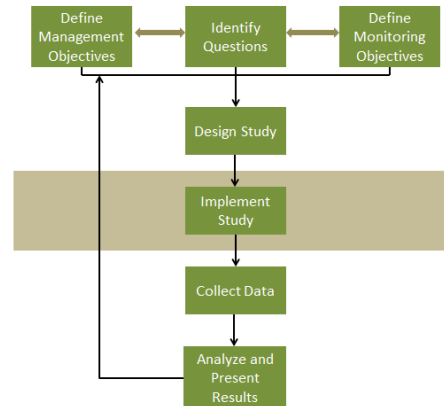 Define
Management
Objectives
Identify
Questions
Define
Monitoring
Objectives
Design Study
Implement
Study
Collect Data
Analyze and
Present
Results